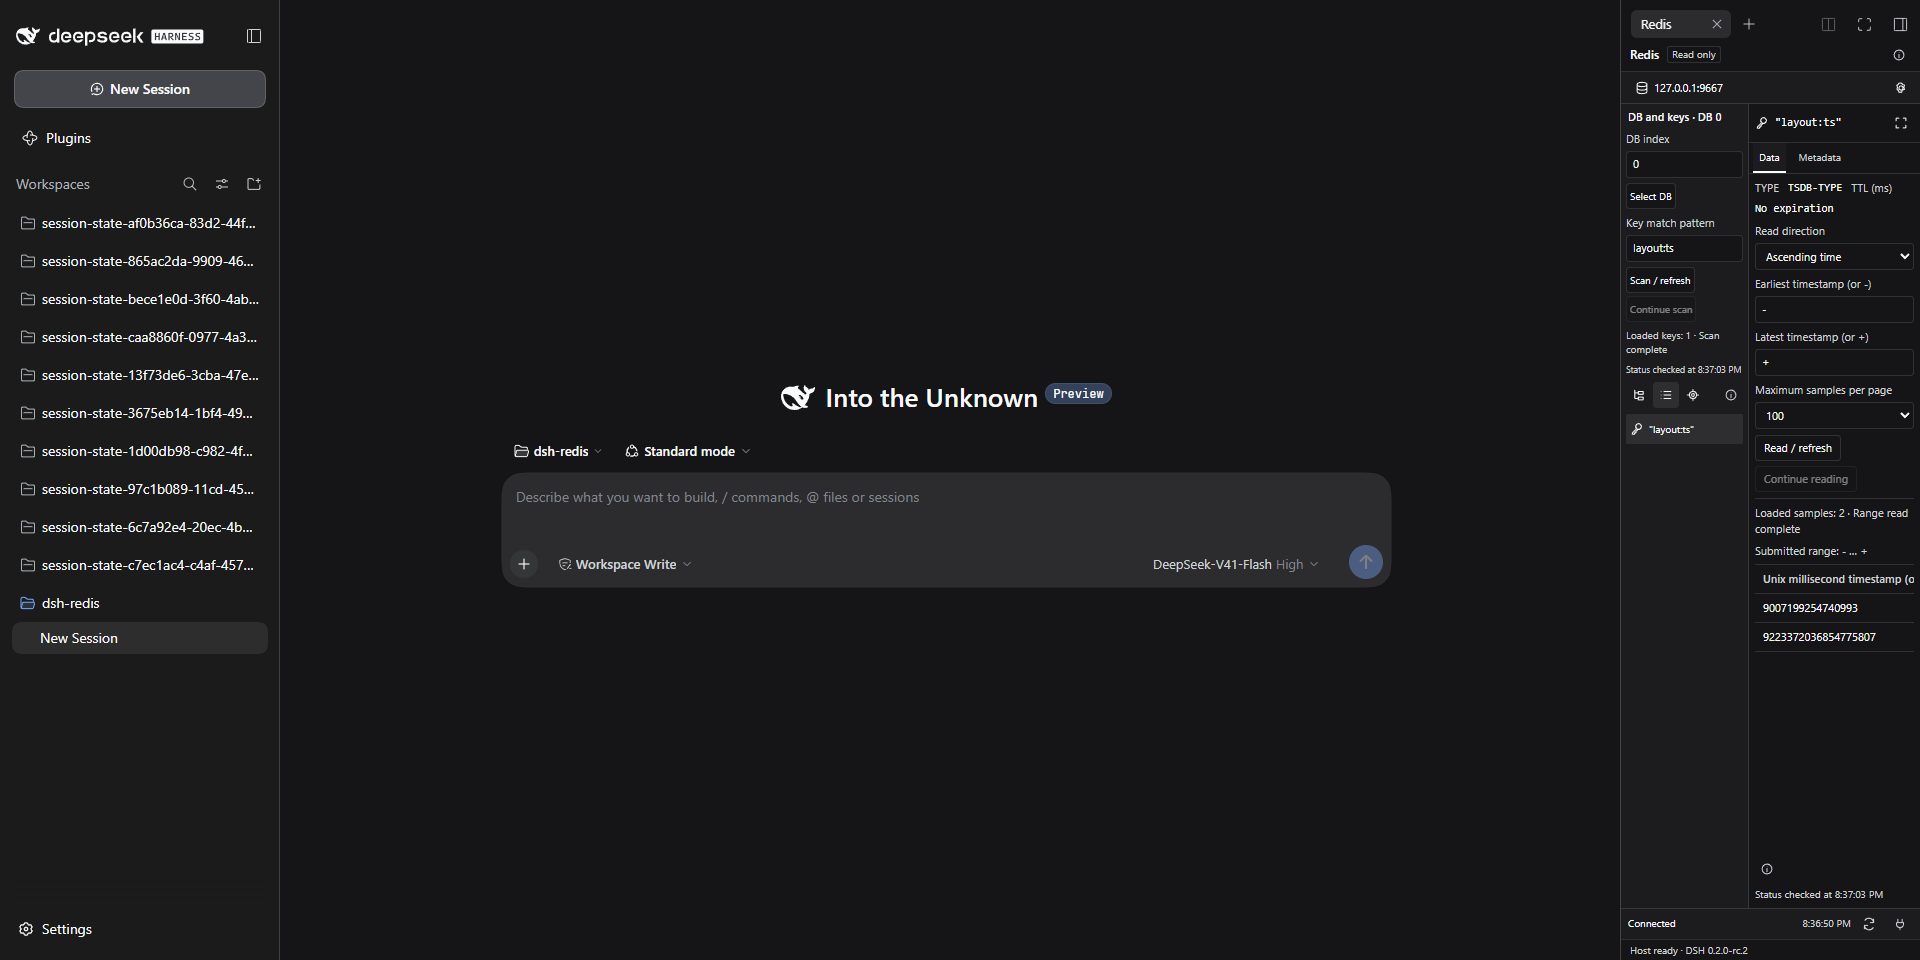 deepseek HARNESS
New Session
Plugins
Workspaces
session-state-af0b36ca-83d2-44f...
session-state-865ac2da-9909-46...
session-state-bece1e0d-3f60-4ab...
session-state-caa8860f-0977-4a3...
session-state-13f73de6-3cba-47e...
session-state-3675eb14-1bf4-49...
session-state-1d00db98-c982-4f...
session-state-97c1b089-11cd-45...
session-state-6c7a92e4-20ec-4b...
session-state-c7ec1ac4-c4af-457...
dsh-redis
New Session
Settings
Into the Unknown Preview
dsh-redis Standard mode
Describe what you want to build, / commands, @ files or sessions
Workspace Write DeepSeek-V41-Flash High
Redis
Redis Read only
127.0.0.1:9667
DB and keys · DB 0
DB index
0
Select DB
Key match pattern
layout:ts
Scan / refresh
Continue scan
Loaded keys: 1 · Scan
complete
Status checked at 8:37:03 PM
"layout:ts"
"layout:ts"
Data Metadata
TYPE TSDB-TYPE TTL (ms)
No expiration
Read direction
Ascending time
Earliest timestamp (or -)
-
Latest timestamp (or +)
+
Maximum samples per page
100
Read / refresh
Continue reading
Loaded samples: 2 · Range read
complete
Submitted range: - ... +
Unix millisecond timestamp (o
9007199254740993
9223372036854775807
Status checked at 8:37:03 PM
Connected 8:36:50 PM
Host ready · DSH 0.2.0-rc.2